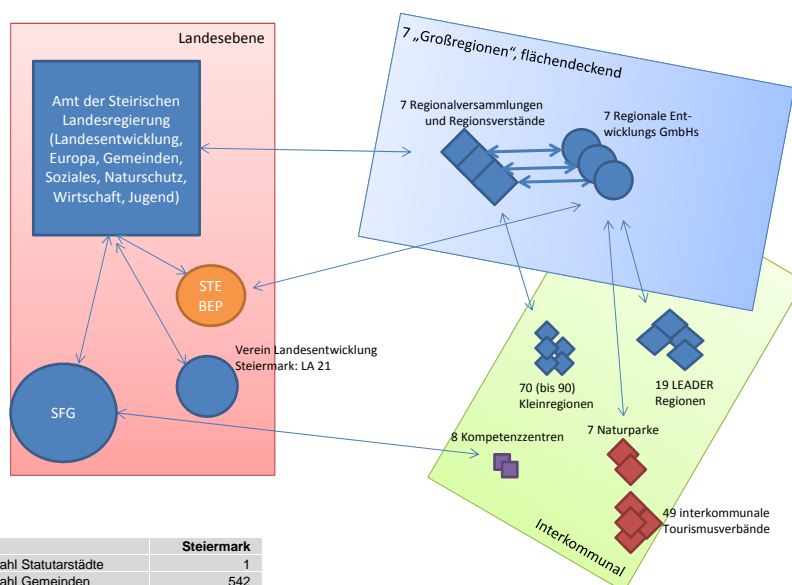 Landesebene
Amt der Steirischen
Landesregierung
(Landesentwicklung,
Europa, Gemeinden,
Soziales, Naturschutz,
Wirtschaft, Jugend)
STE
BEP
Verein Landesentwicklung
Steiermark: LA 21
SFG
7 „Großregionen“, flächendeckend
7 Regionalversammlungen
und Regionsverstände
7 Regionale Ent-
wicklungs GmbHs
70 (bis 90)
Kleinregionen
19 LEADER
Regionen
8 Kompetenzzentren
7 Naturparke
49 interkommunale
Tourismusverbände
Interkommunal
Steiermark
ahl Statutarstädte 1
ahl Gemeinden 542